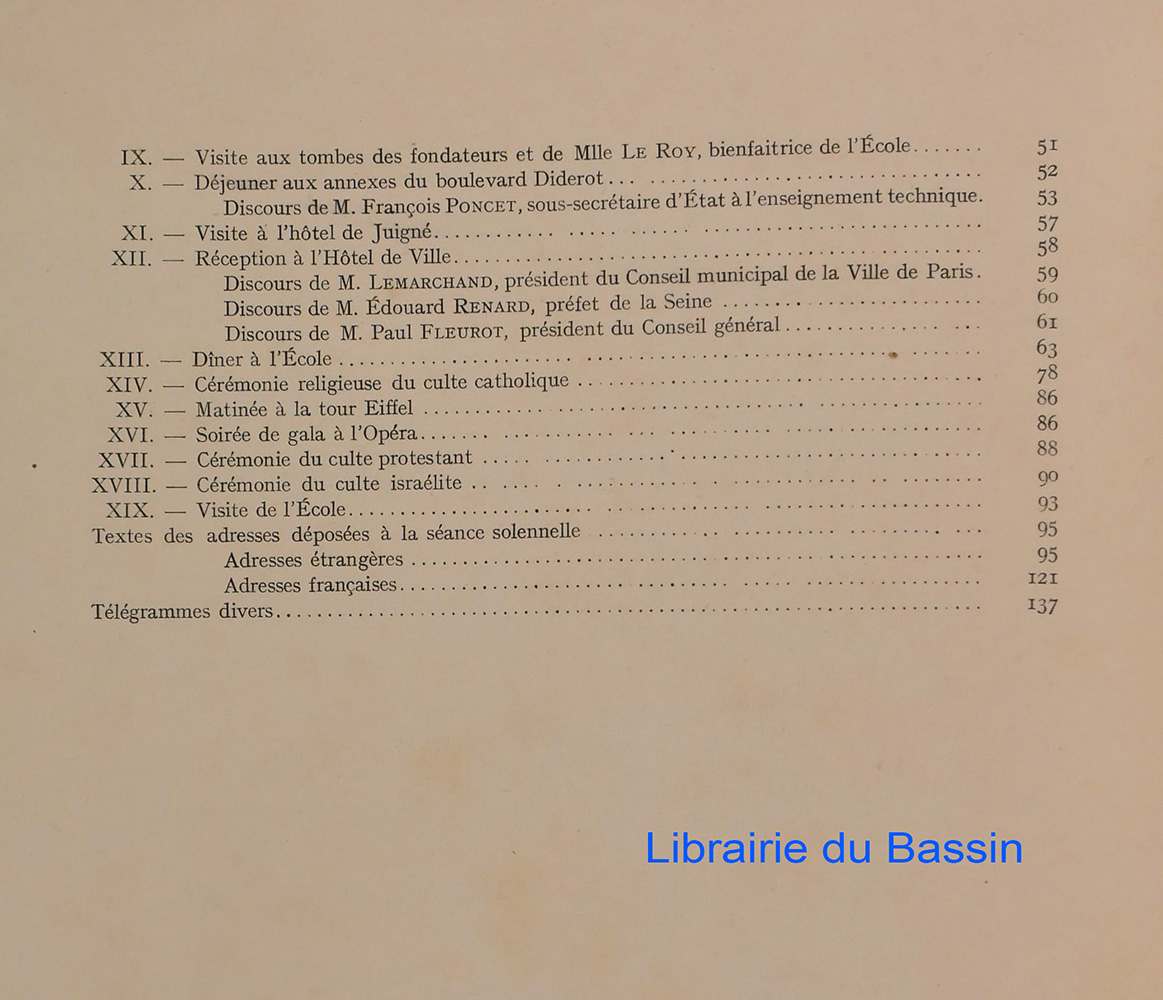 IX. — Visite aux tombes des fondateurs et de Mlle LE ROY, bienfaitrice de l'École....... 51
X. — Déjeuner aux annexes du boulevard Diderot... .......................... 52
Discours de M. François PONCET, sous-secrétaire d'État à l'enseignement technique. 53
XI. — Visite à l'hôtel de Juigné.......................................... 57
XII. — Réception à l'Hôtel de Ville........................................ 58
Discours de M. LEMARCHAND, président du Conseil municipal de la Ville de Paris. 59
Discours de M. Édouard RENARD, préfet de la Seine ..................... 60
Discours de M. Paul FLEUROT, président du Conseil général............... 61
XIII. — Dîner à l'École .................................................. 63
XIV. — Cérémonie religieuse du culte catholique ............................... 78
XV. — Matinée à la tour Eiffel ........................................... 86
XVI. — Soirée de gala à l'Opéra........................................... 86
XVII. — Cérémonie du culte protestant ...................................... 88
XVIII. — Cérémonie du culte israélite ....................................... 90
XIX. — Visite de l'École................................................. 93
Textes des adresses déposées à la séance solennelle .............................. 95
Adresses étrangères ............................................. 95
Adresses françaises.............................................. 121
Télégrammes divers....................................................... 137
Librairie du Bassin